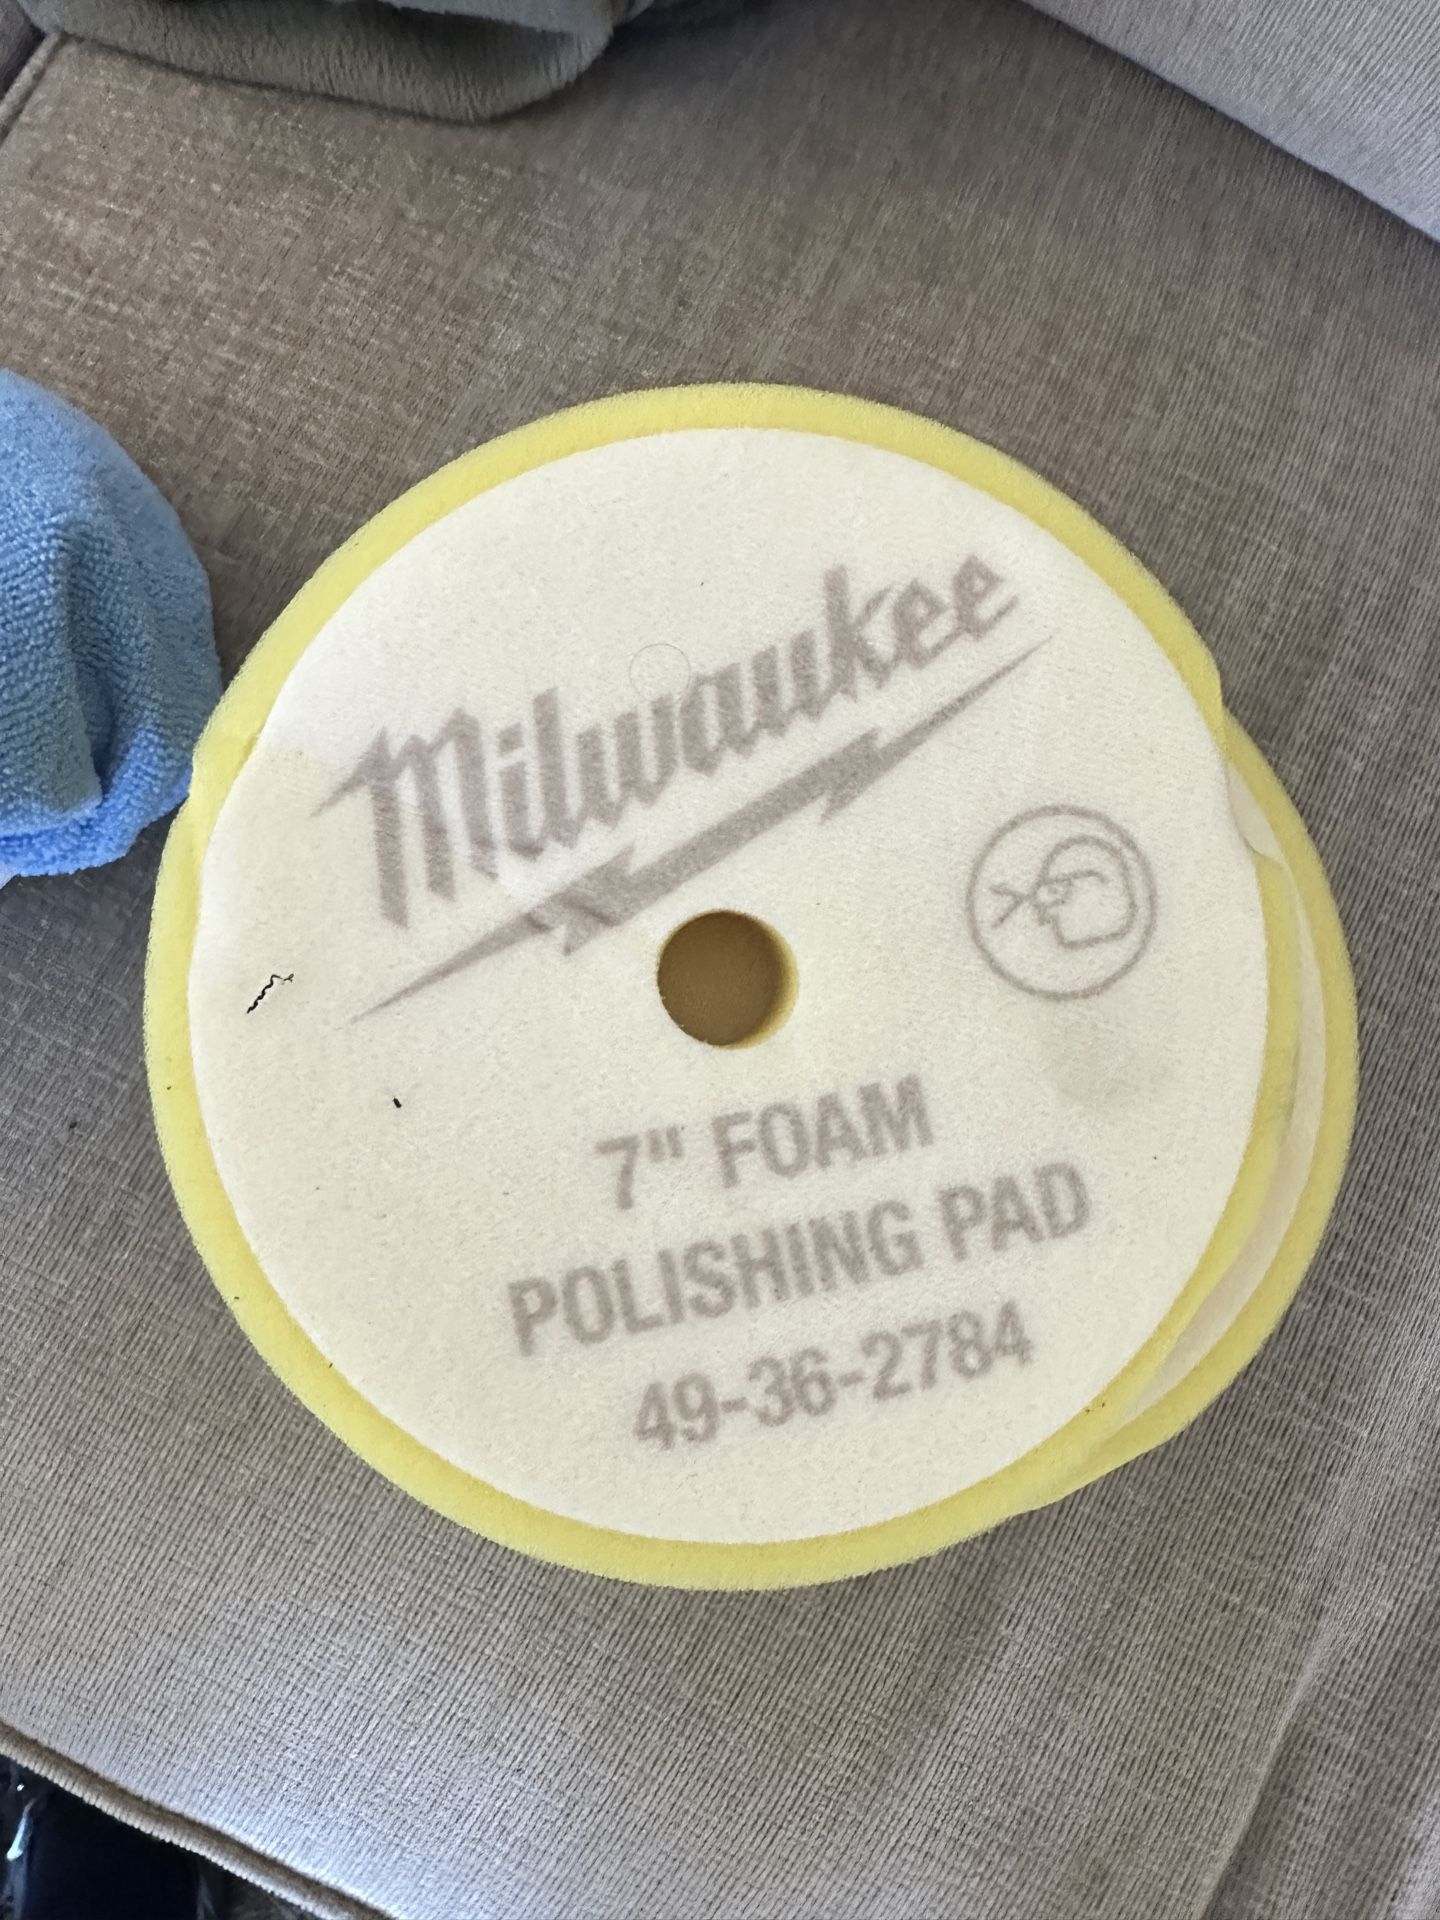 Milwaukee
7" FOAM
POLISHING PAD
49-36-2784